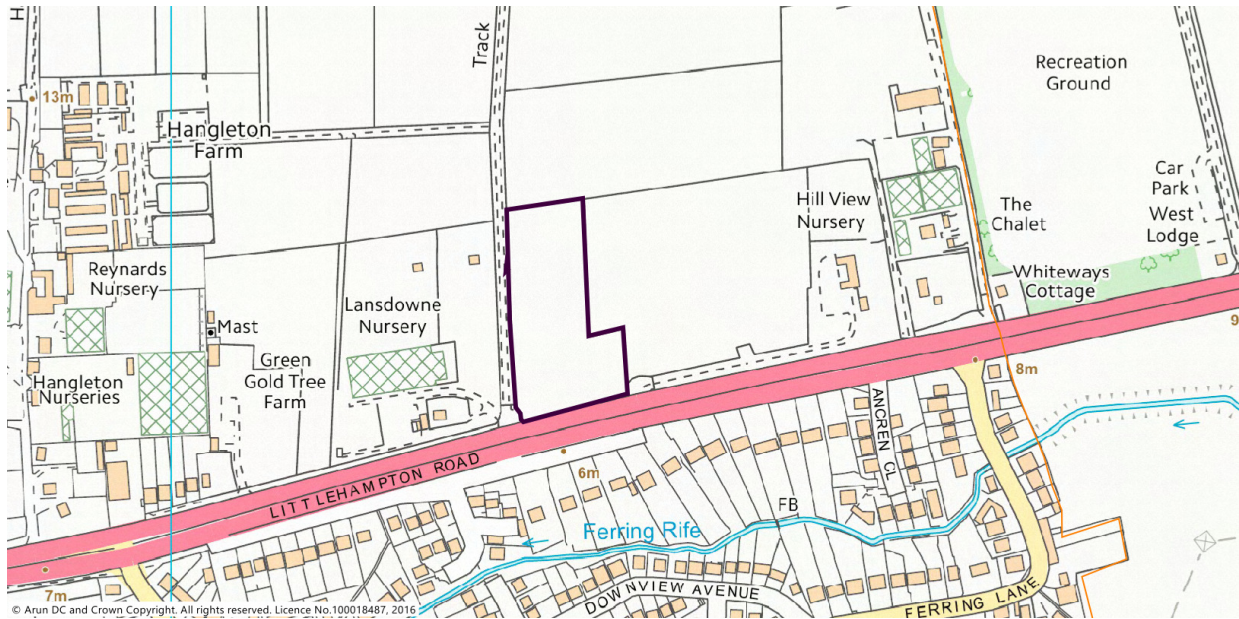 H
Track
13m
Hangleton
Farm
Recreation
Ground
Car
Park
West
Lodge
The
Chalet
Hill View
Nursery
Whiteways
Cottage
Reynards
Nursery
Mast
Lansdowne
Nursery
Green
Gold Tree
Farm
Hangleton
Nurseries
9
8m
ANCREN CL
LITTLEHAMPTON ROAD
6m
FB
Ferring Rife
7m
DOWNVIEW AVENUE
FERRING LANE
© Arun DC and Crown Copyright. All rights reserved. Licence No.100018487, 2016